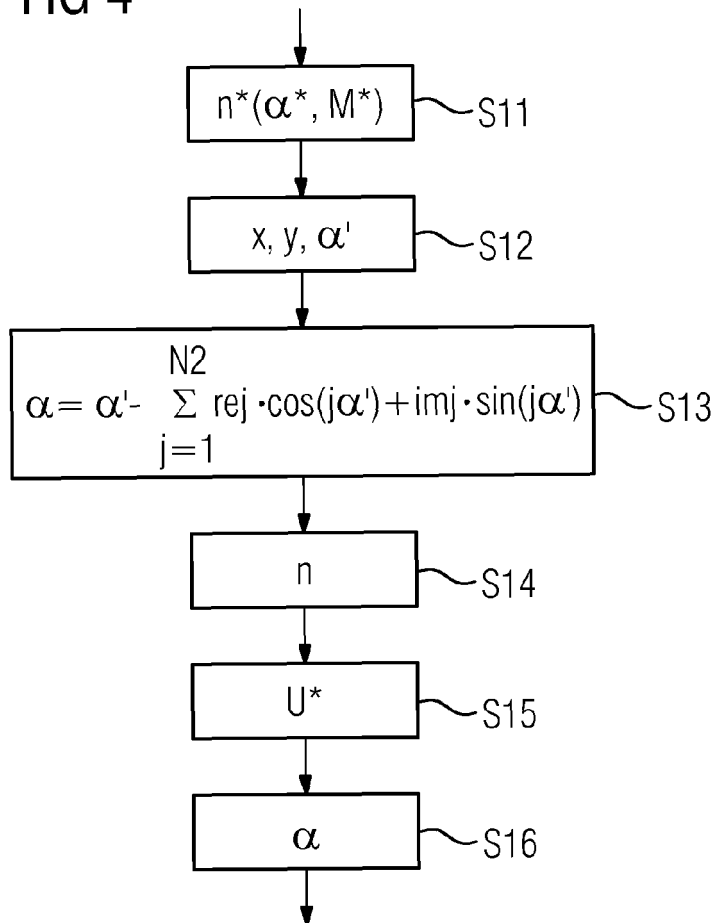 FIG 4
n*(α*, M*)
S11
x, y, α'
S12
N2
α= α'- Σ rej·cos(jα')+imj·sin(jα')
j=1
S13
n
S14
U*
S15
α
S16